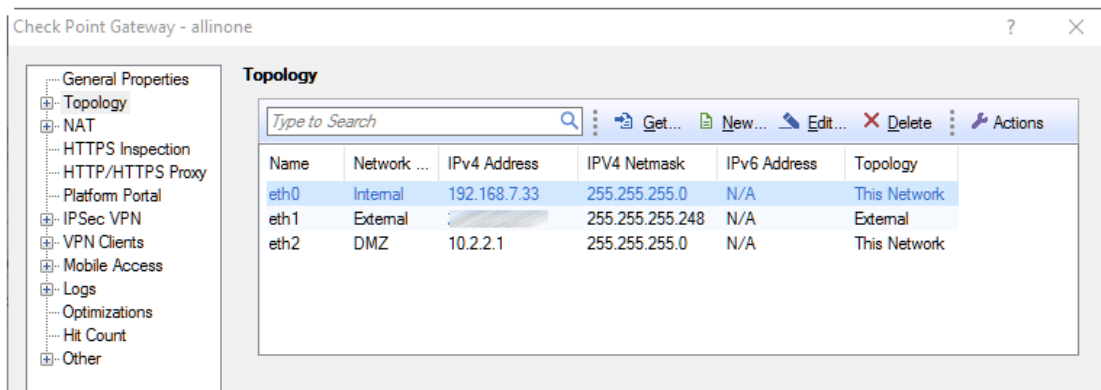 Check Point Gateway - allinone ? ×
General Properties
Topology
NAT
HTTPS Inspection
HTTP/HTTPS Proxy
Platform Portal
IPSec VPN
VPN Clients
Mobile Access
Logs
Optimizations
Hit Count
Other
Topology
Type to Search Get... New... Edit... Delete Actions
Name Network ... IPv4 Address IPV4 Netmask IPv6 Address Topology
eth0 Internal 192.168.7.33 255.255.255.0 N/A This Network
eth1 External 255.255.255.248 N/A External
eth2 DMZ 10.2.2.1 255.255.255.0 N/A This Network